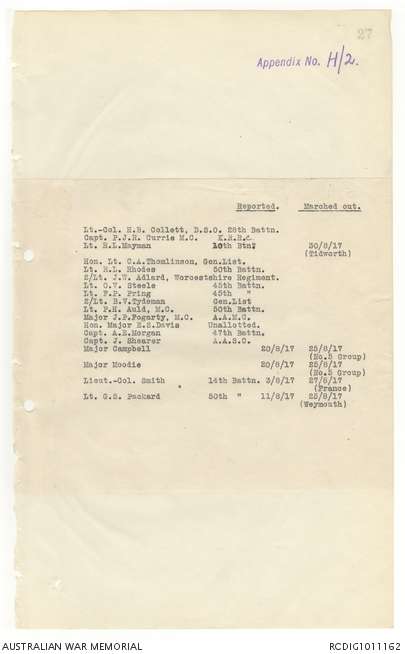 27
Appendix No. H/2.
Reported. Marched out.
Lt.-Col. H.B. Collett, D.S.O. 28th Battn.
Capt. P.J.R. Currie M.C. K.R.R.C.
Lt. H.L.Mayman 10th Btn. 30/8/17
(Tidworth)
Hon. Lt. C.A.Thomlinson, Gen.List.
Lt. H.L. Rhodes 50th Battn.
2/Lt. J.W. Adlard, Worcestshire Regiment.
Lt. O.V. Steele 45th Battn.
Lt. F.P. Pring 45th "
2/Lt. B.V.Tydeman Gen.List
Lt. P.H. Auld, M.C. 50th Battn.
Major J.P.Fogarty, M.C. A.A.M.C.
Hon. Major E.S.Davis Unallotted.
Capt. A.E.Morgan 47th Battn.
Capt. J. Shearer A.A.S.C.
Major Campbell 20/8/17 25/8/17
(No.5 Group)
Major Moodie 20/8/17 25/8/17
(No.5 Group)
Lieut.-Col. Smith 14th Battn. 3/8/17 27/8/17
(France)
Lt. G.S. Packard 50th " 11/8/17 25/8/17
(Weymouth)
AUSTRALIAN WAR MEMORIAL RCDIG1011162